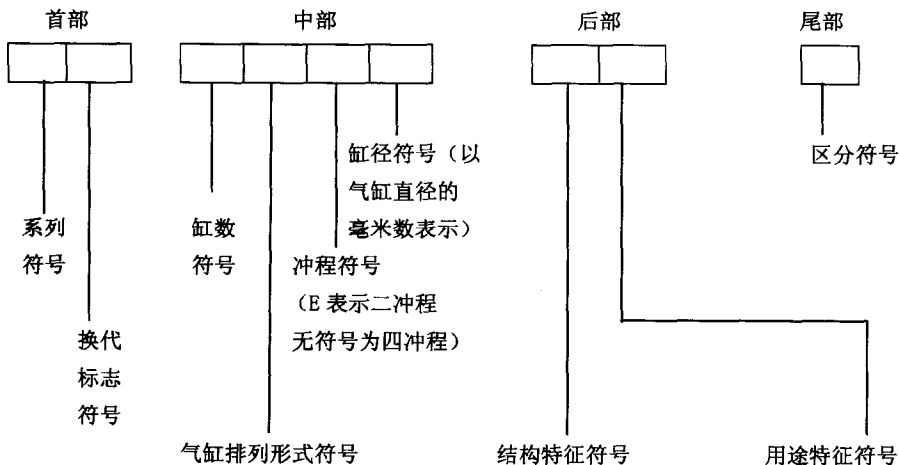 首部
中部
后部
尾部
缸径符号（以
气缸直径的
毫米数表示）
区分符号
系列
符号
缸数
符号
冲程符号
（E 表示二冲程
无符号为四冲程）
换代
标志
符号
气缸排列形式符号
结构特征符号
用途特征符号